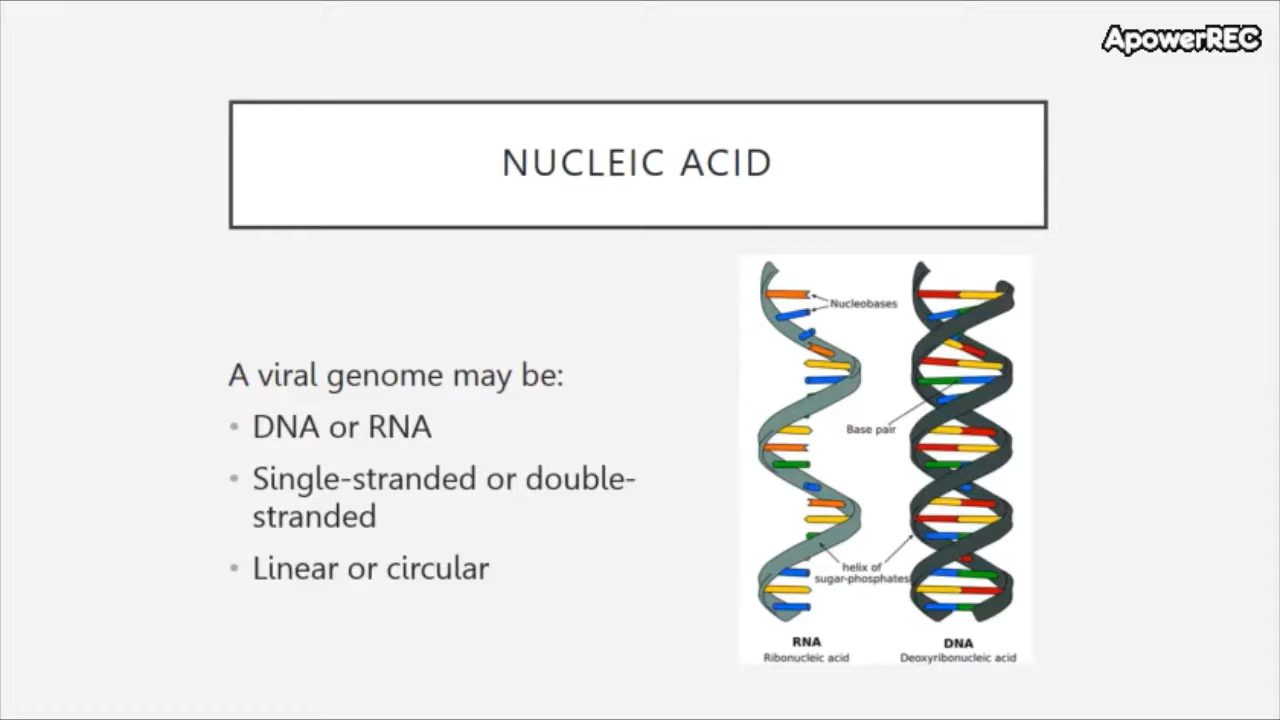 ApowerREC
NUCLEIC ACID
A viral genome may be:
• DNA or RNA
• Single-stranded or double-
stranded
• Linear or circular
Nucleobases
Base pair
helix of
sugar-phosphates
RNA
Ribonucleic acid
DNA
Deoxyribonucleic acid